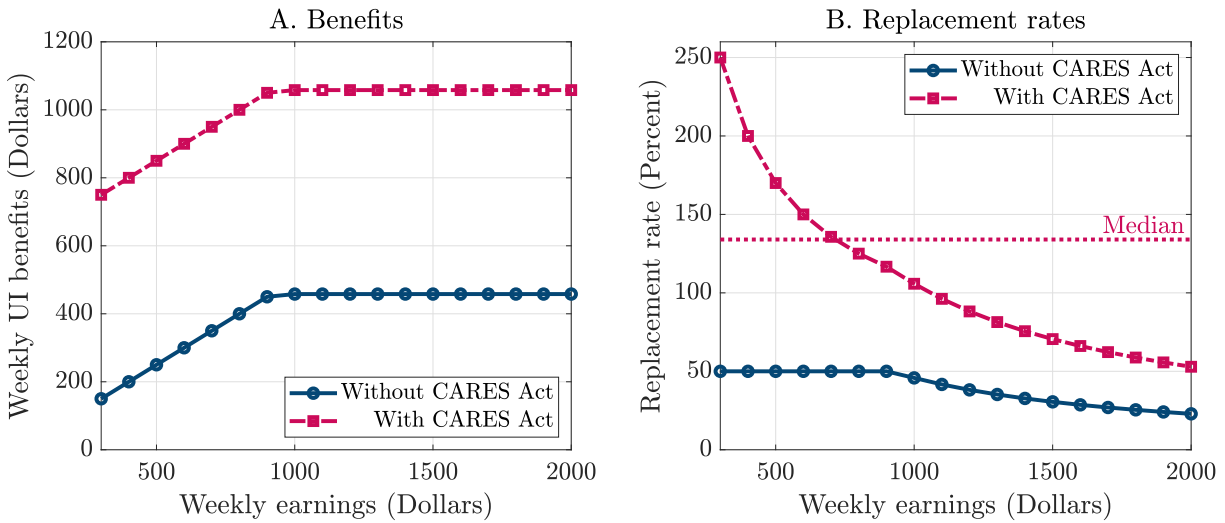 A. Benefits
1200
1000
800
600
400
200
0
Weekly UI benefits (Dollars)
Without CARES Act
With CARES Act
500
1000
1500
2000
Weekly earnings (Dollars)
B. Replacement rates
250
200
150
100
50
0
Replacement rate (Percent)
Without CARES Act
With CARES Act
Median
500
1000
1500
2000
Weekly earnings (Dollars)